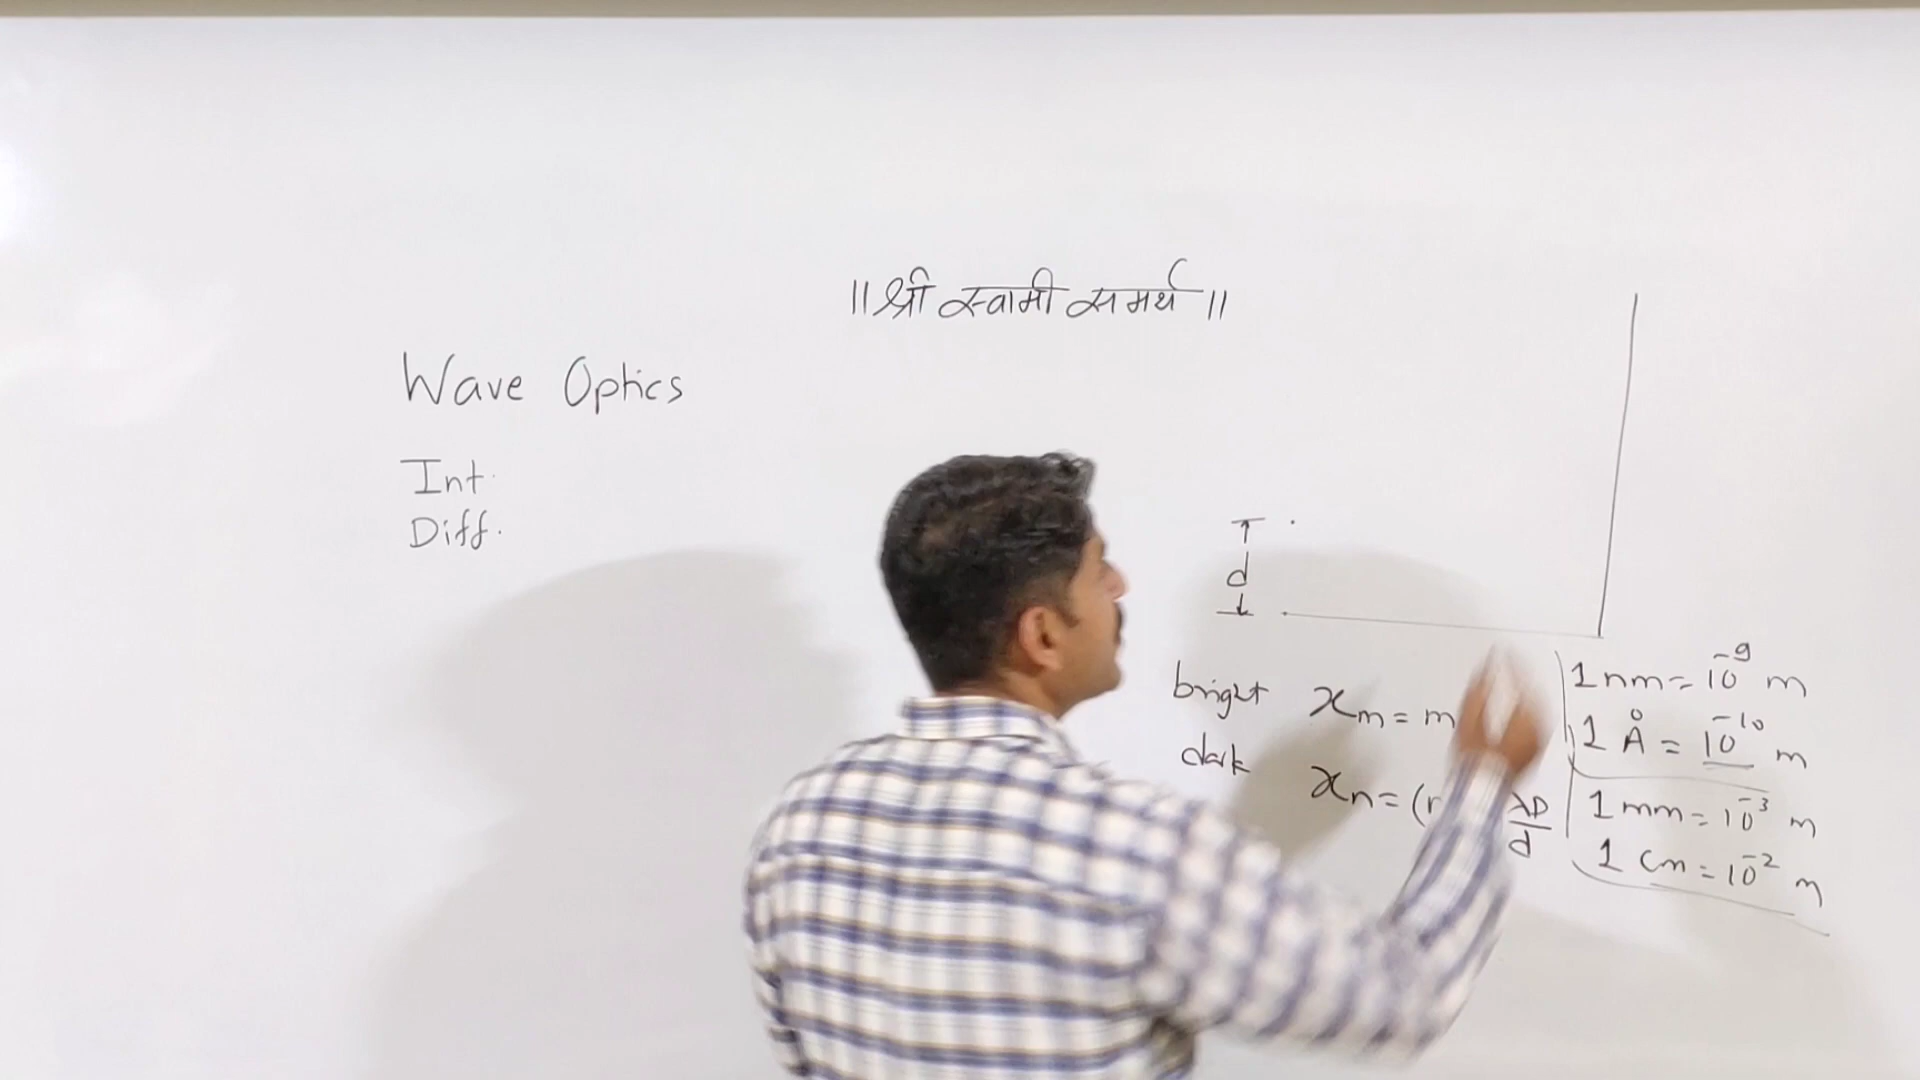 ॥ श्री स्वामी समर्थ ॥
Wave Optics
Int.
Diff.
d
bright x_m = m
dark x_n = ( λD/d
1 nm = 10^-9 m
1 Å = 10^-10 m
1 mm = 10^-3 m
1 cm = 10^-2 m